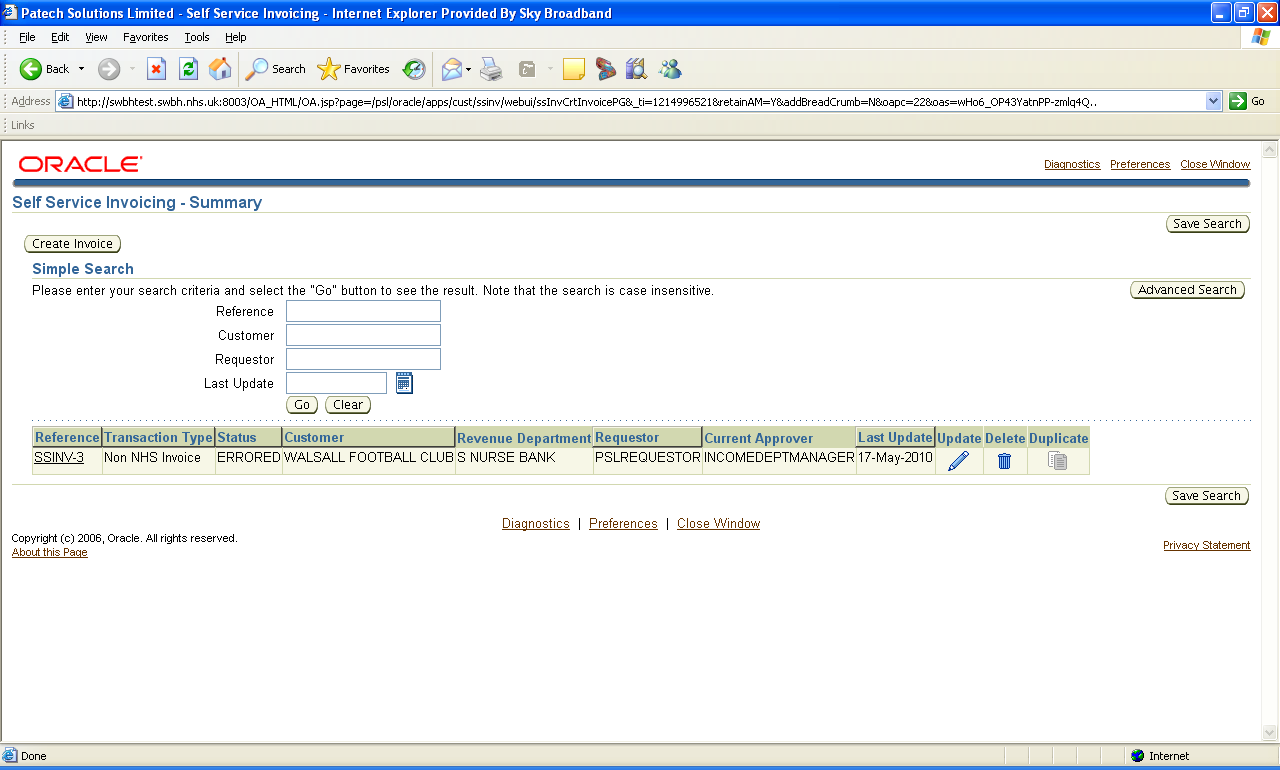 Patech Solutions Limited - Self Service Invoicing - Internet Explorer Provided By Sky Broadband
File Edit View Favorites Tools Help
Back Search Favorites
Address http://swbhtest.swbh.nhs.uk:8003/OA_HTML/OA.jsp?page=/psl/oracle/apps/cust/ssinv/webui/XxInvCrtInvoicePG&_ti=1214996521&retainAM=Y&addBreadCrumb=N&oapc=22&oas=wHo6_OP43YatnPP-zmlq4Q.. Go
Links
ORACLE
Diagnostics Preferences Close Window
Self Service Invoicing - Summary
Save Search
Create Invoice
Simple Search
Please enter your search criteria and select the "Go" button to see the result. Note that the search is case insensitive.
Advanced Search
Reference
Customer
Requestor
Last Update
Go Clear
Reference Transaction Type Status Customer Revenue Department Requestor Current Approver Last Update Update Delete Duplicate
SSINV-3 Non NHS Invoice ERRORED WALSALL FOOTBALL CLUB S NURSE BANK PSLREQUESTOR INCOMEDEPTMANAGER 17-May-2010
Save Search
Diagnostics | Preferences | Close Window
Copyright (c) 2006, Oracle. All rights reserved.
About this Page
Privacy Statement
Done Internet